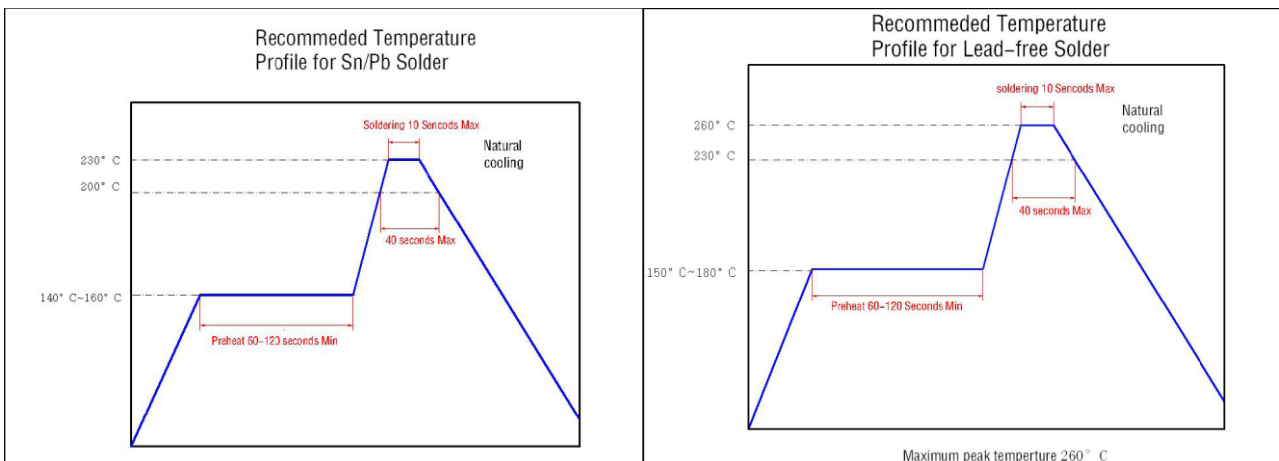 Recommeded Temperature
Profile for Sn/Pb Solder
Soldering 10 Sencods Max
Natural
cooling
230° C
200° C
40 seconds Max
140° C~160° C
Preheat 60-120 seconds Min
Recommeded Temperature
Profile for Lead-free Solder
soldering 10 Sencods Max
Natural
cooling
260° C
230° C
40 seconds Max
150° C~180° C
Preheat 60-120 Seconds Min
Maximum peak temperture 260° C